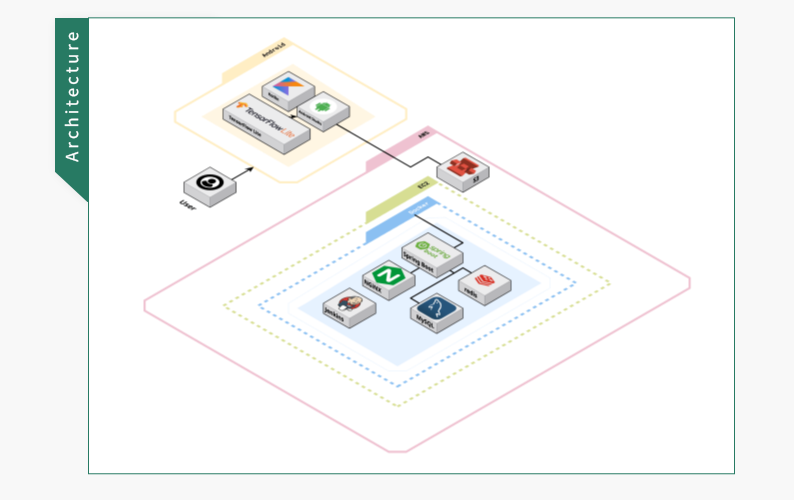 Architecture
Android
Kotlin
Android Studio
TensorFlow Lite
TensorFlow Lite
User
AWS
S3
EC2
Docker
spring
boot
Spring Boot
NGINX
redis
Jenkins
MySQL